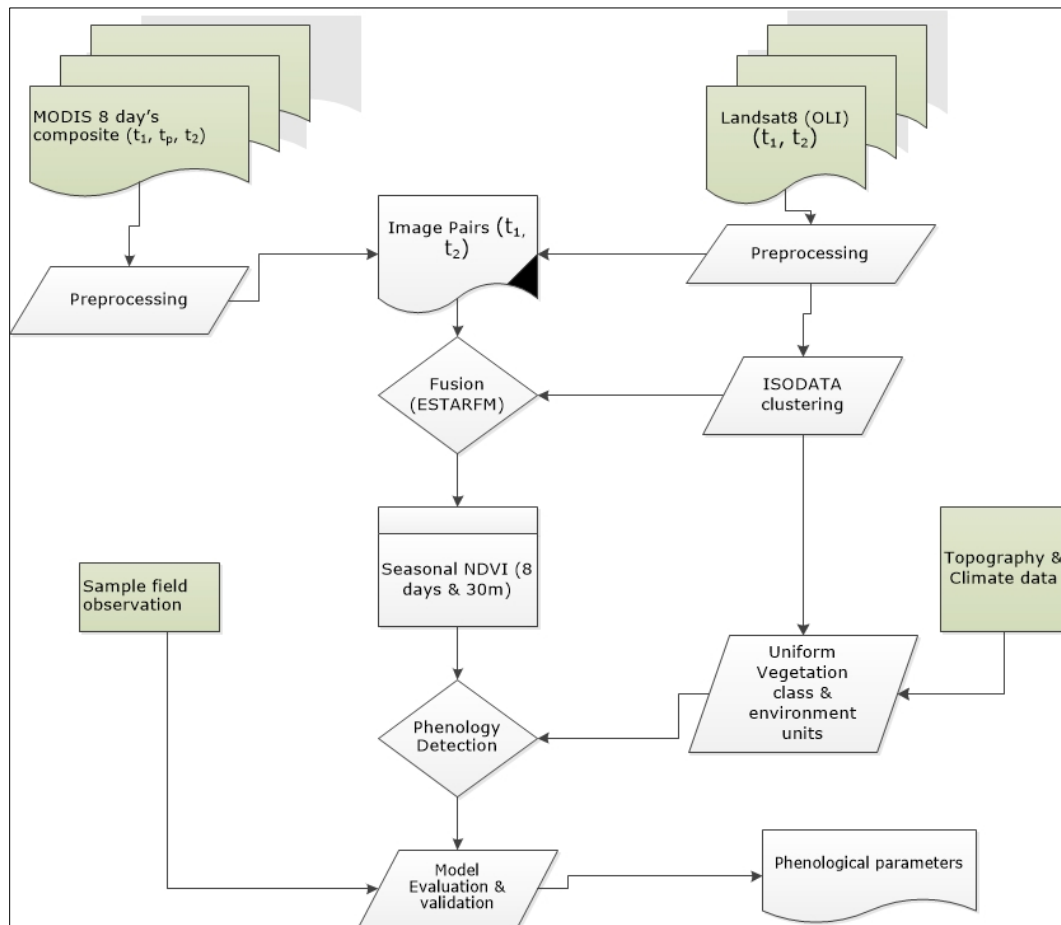 MODIS 8 day's
composite (t₁, tₚ, t₂)
Landsat8 (OLI)
(t₁, t₂)
Image Pairs (t₁,
t₂)
Preprocessing
Preprocessing
Fusion
(ESTARFM)
ISODATA
clustering
Seasonal NDVI (8
days & 30m)
Topography &
Climate data
Sample field
observation
Uniform
Vegetation
class &
environment
units
Phenology
Detection
Model
Evaluation &
validation
Phenological parameters